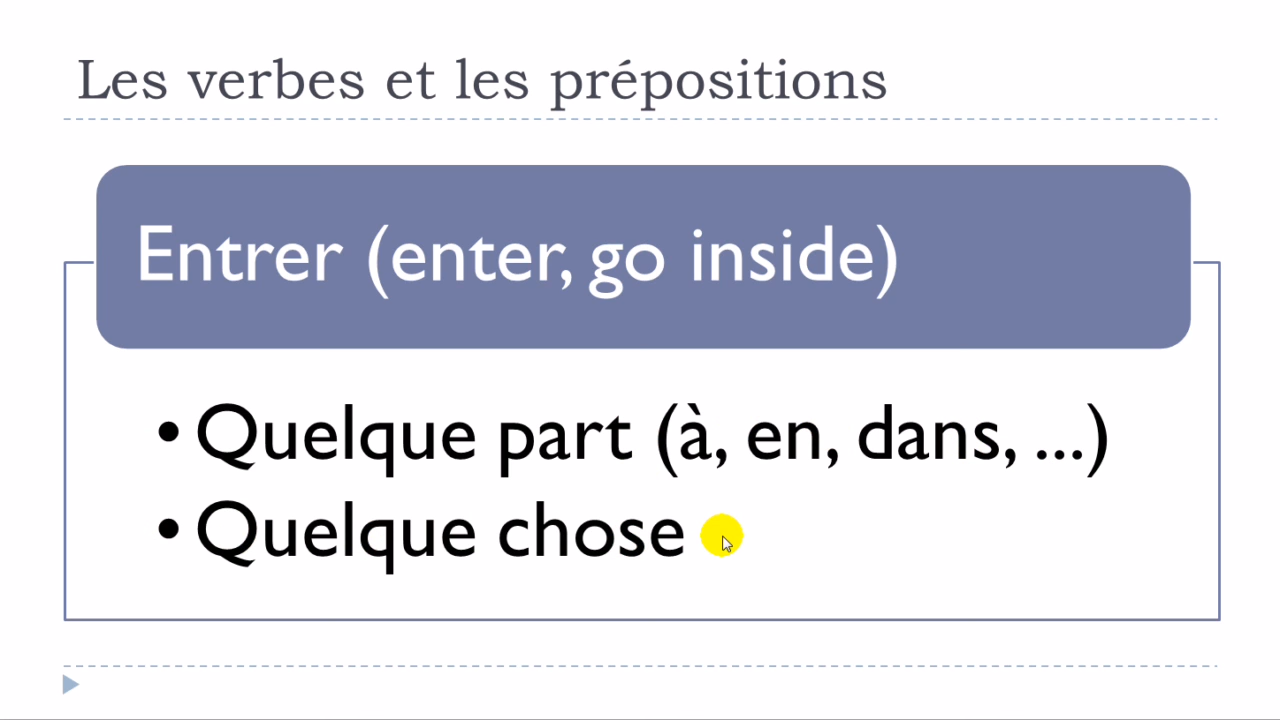 Les verbes et les prépositions
Entrer (enter, go inside)
• Quelque part (à, en, dans, ...)
• Quelque chose